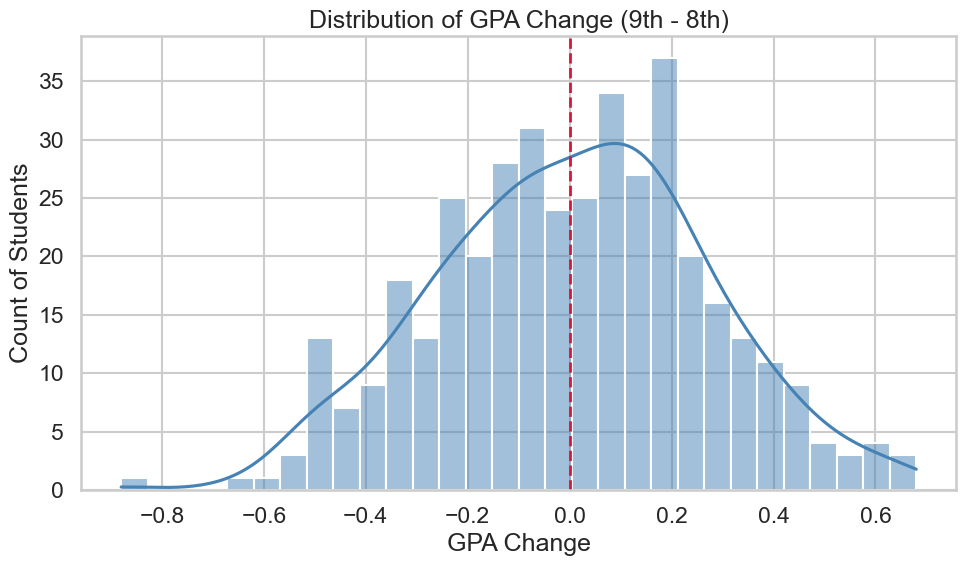 Distribution of GPA Change (9th - 8th)
Count of Students
35
30
25
20
15
10
5
0
−0.8 −0.6 −0.4 −0.2 0.0 0.2 0.4 0.6
GPA Change